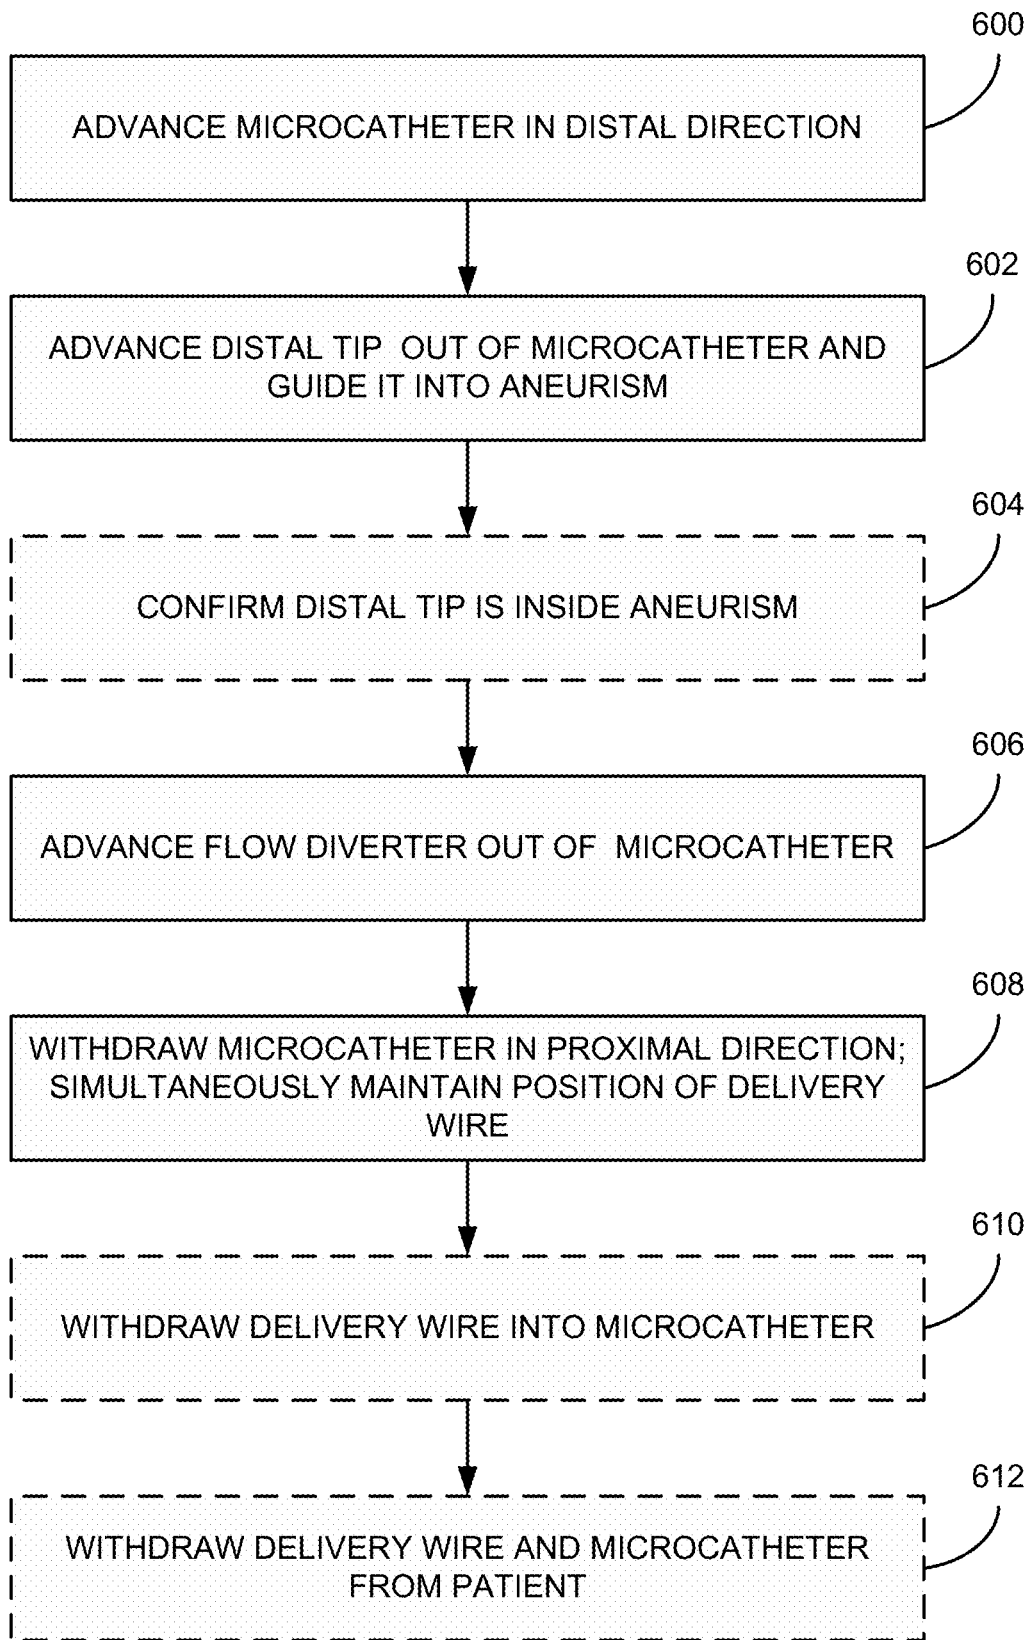 600
ADVANCE MICROCATHETER IN DISTAL DIRECTION
602
ADVANCE DISTAL TIP OUT OF MICROCATHETER AND
GUIDE IT INTO ANEURISM
604
CONFIRM DISTAL TIP IS INSIDE ANEURISM
606
ADVANCE FLOW DIVERTER OUT OF MICROCATHETER
608
WITHDRAW MICROCATHETER IN PROXIMAL DIRECTION;
SIMULTANEOUSLY MAINTAIN POSITION OF DELIVERY
WIRE
610
WITHDRAW DELIVERY WIRE INTO MICROCATHETER
612
WITHDRAW DELIVERY WIRE AND MICROCATHETER
FROM PATIENT